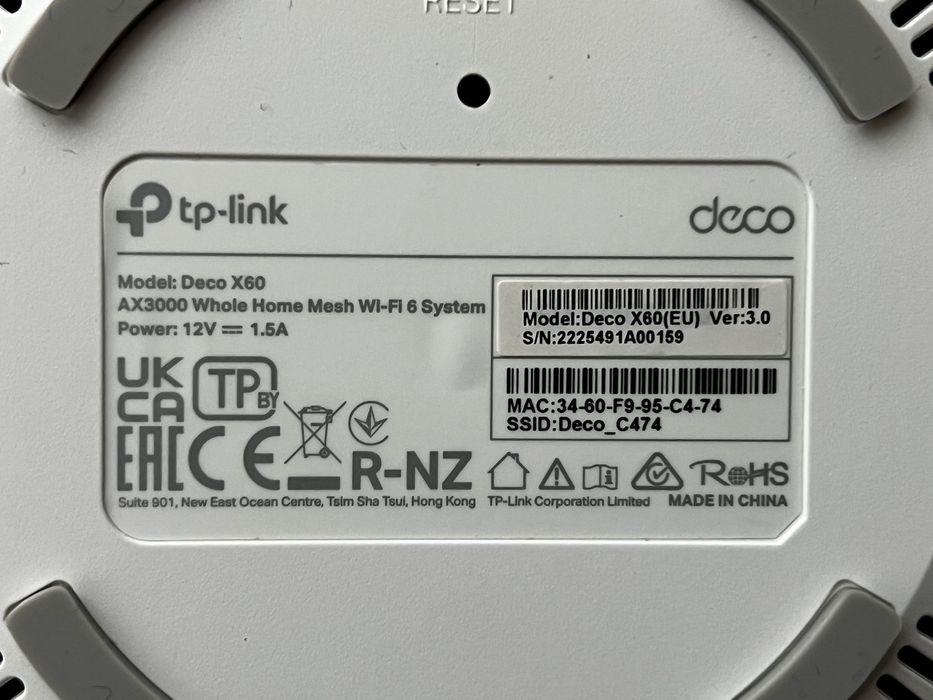 RESET
tp-link
deco
Model: Deco X60
AX3000 Whole Home Mesh Wi-Fi 6 System
Power: 12V ⎓ 1.5A
Model:Deco X60(EU) Ver:3.0
S/N:2225491A00159
MAC:34-60-F9-95-C4-74
SSID:Deco_C474
UK
CA
TP BY
EAC CE R-NZ
RoHS
Suite 901, New East Ocean Centre, Tsim Sha Tsui, Hong Kong
TP-Link Corporation Limited
MADE IN CHINA